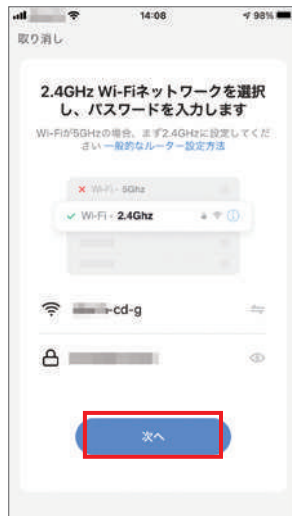 14:08
98%
取り消し
2.4GHz Wi-Fiネットワークを選択
し、パスワードを入力します
Wi-Fiが5GHzの場合、まず2.4GHzに設定してくだ
さい 一般的なルーター設定方法
Wi-Fi - 5Ghz
Wi-Fi - 2.4Ghz
-cd-g
次へ